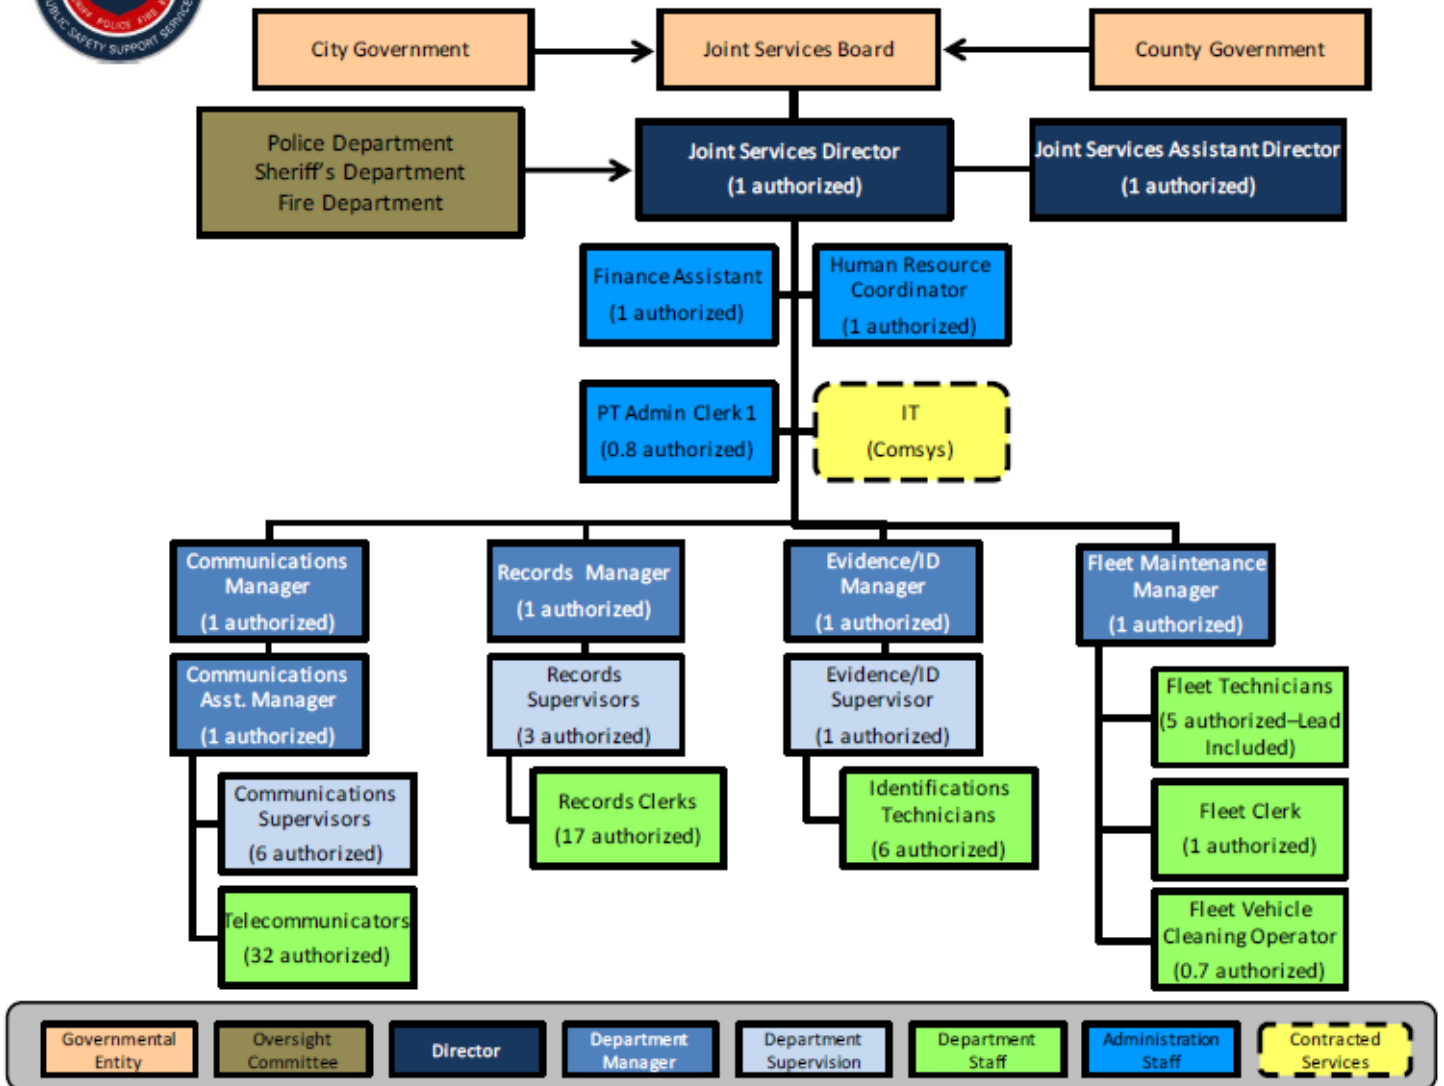 POLICE FIRE
PUBLIC SAFETY SUPPORT SERVICE
City Government
Joint Services Board
County Government
Police Department
Sheriff's Department
Fire Department
Joint Services Director
(1 authorized)
Joint Services Assistant Director
(1 authorized)
Finance Assistant
(1 authorized)
Human Resource
Coordinator
(1 authorized)
PT Admin Clerk 1
(0.8 authorized)
IT
(Comsys)
Communications
Manager
(1 authorized)
Records Manager
(1 authorized)
Evidence/ID
Manager
(1 authorized)
Fleet Maintenance
Manager
(1 authorized)
Communications
Asst. Manager
(1 authorized)
Records
Supervisors
(3 authorized)
Evidence/ID
Supervisor
(1 authorized)
Fleet Technicians
(5 authorized–Lead
Included)
Communications
Supervisors
(6 authorized)
Records Clerks
(17 authorized)
Identifications
Technicians
(6 authorized)
Fleet Clerk
(1 authorized)
Telecommunicators
(32 authorized)
Fleet Vehicle
Cleaning Operator
(0.7 authorized)
Governmental
Entity
Oversight
Committee
Director
Department
Manager
Department
Supervision
Department
Staff
Administration
Staff
Contracted
Services